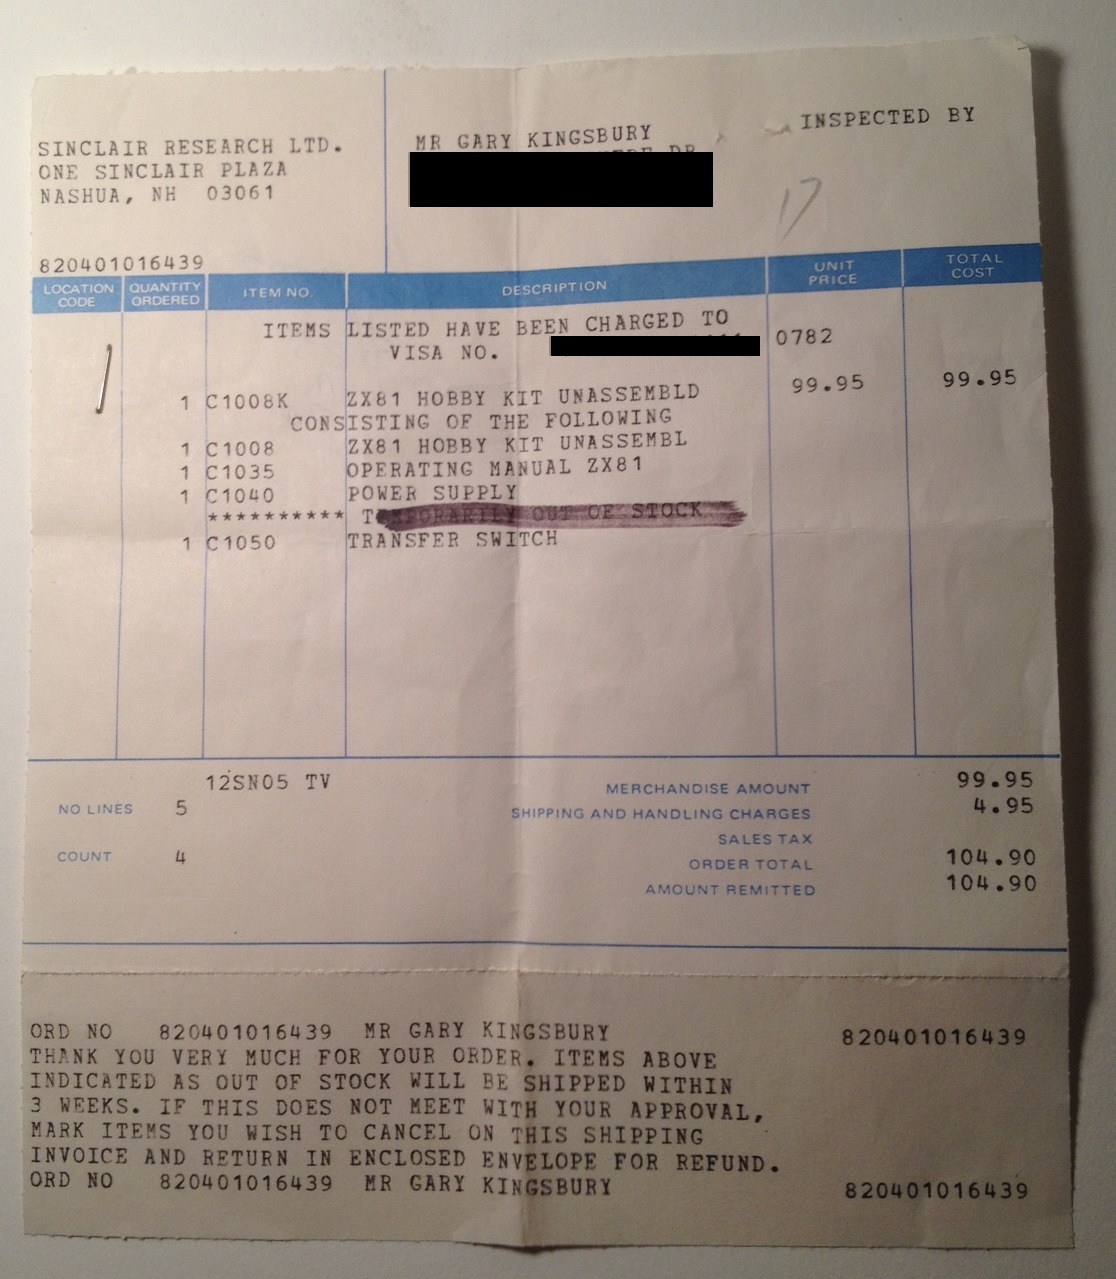 SINCLAIR RESEARCH LTD.
ONE SINCLAIR PLAZA
NASHUA, NH 03061
MR GARY KINGSBURY
DR
INSPECTED BY
17
820401016439
LOCATION CODE QUANTITY ORDERED ITEM NO. DESCRIPTION UNIT PRICE TOTAL COST
ITEMS LISTED HAVE BEEN CHARGED TO
VISA NO. 0782
1 C1008K ZX81 HOBBY KIT UNASSEMBLD 99.95 99.95
CONSISTING OF THE FOLLOWING
1 C1008 ZX81 HOBBY KIT UNASSEMBL
1 C1035 OPERATING MANUAL ZX81
1 C1040 POWER SUPPLY
********** TEMPORARILY OUT OF STOCK
1 C1050 TRANSFER SWITCH
12SN05 TV
NO LINES 5
COUNT 4
MERCHANDISE AMOUNT 99.95
SHIPPING AND HANDLING CHARGES 4.95
SALES TAX
ORDER TOTAL 104.90
AMOUNT REMITTED 104.90
ORD NO 820401016439 MR GARY KINGSBURY 820401016439
THANK YOU VERY MUCH FOR YOUR ORDER. ITEMS ABOVE
INDICATED AS OUT OF STOCK WILL BE SHIPPED WITHIN
3 WEEKS. IF THIS DOES NOT MEET WITH YOUR APPROVAL,
MARK ITEMS YOU WISH TO CANCEL ON THIS SHIPPING
INVOICE AND RETURN IN ENCLOSED ENVELOPE FOR REFUND.
ORD NO 820401016439 MR GARY KINGSBURY 820401016439